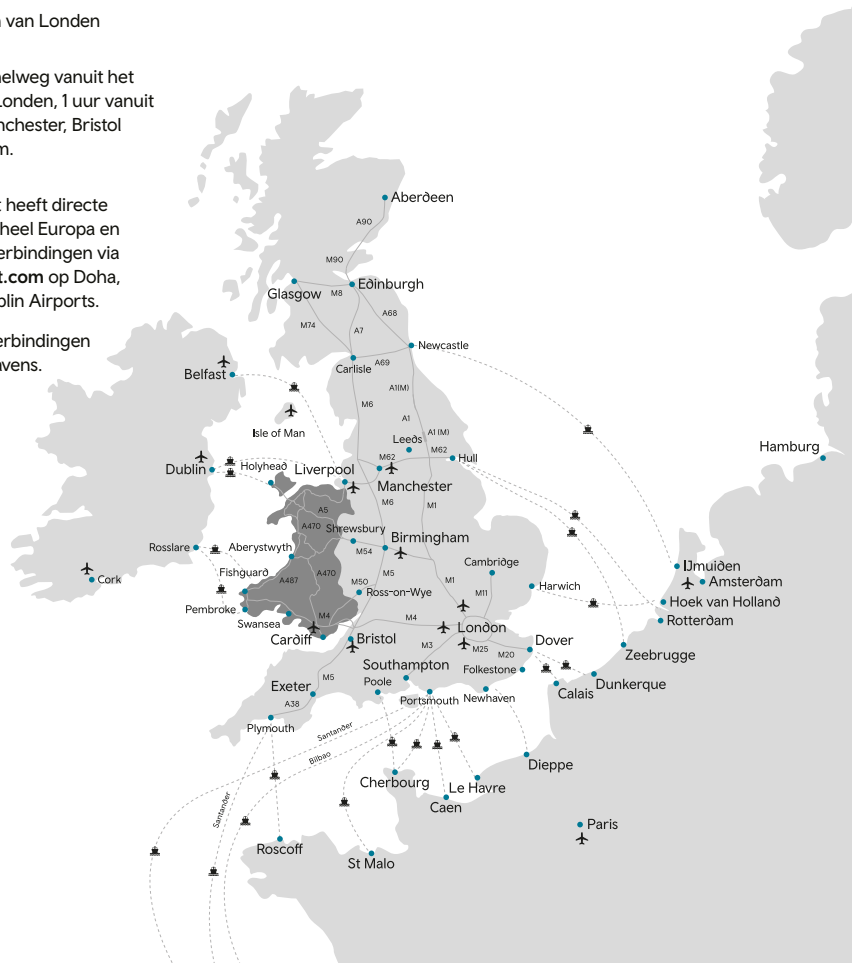 van Londen
elweg vanuit het
Londen, 1 uur vanuit
nchester, Bristol
m.
t heeft directe
heel Europa en
erbindingen via
t.com op Doha,
blin Airports.
erbindingen
avens.
Aberdeen
A90
M90
Edinburgh
Glasgow
M8
A68
M74
A7
Newcastle
Carlisle
A69
Belfast
A1(M)
M6
A1
Isle of Man
A1 (M)
Leeds
M62
M62
Hull
Hamburg
Dublin
Holyhead
Liverpool
Manchester
M6
M1
A5
A470
Shrewsbury
Birmingham
Rosslare
Aberystwyth
M54
Cambridge
IJmuiden
Amsterdam
Cork
Fishguard
A487
A470
M50
M5
M1
M11
Harwich
Ross-on-Wye
Hoek van Holland
Pembroke
Swansea
M4
M4
London
Rotterdam
Cardiff
Bristol
M3
M25
M20
Dover
Zeebrugge
Southampton
Folkestone
Exeter
M5
Poole
Portsmouth
Newhaven
Calais
Dunkerque
A38
Plymouth
Santander
Bilbao
Santander
Dieppe
Cherbourg
Le Havre
Caen
Paris
Roscoff
St Malo